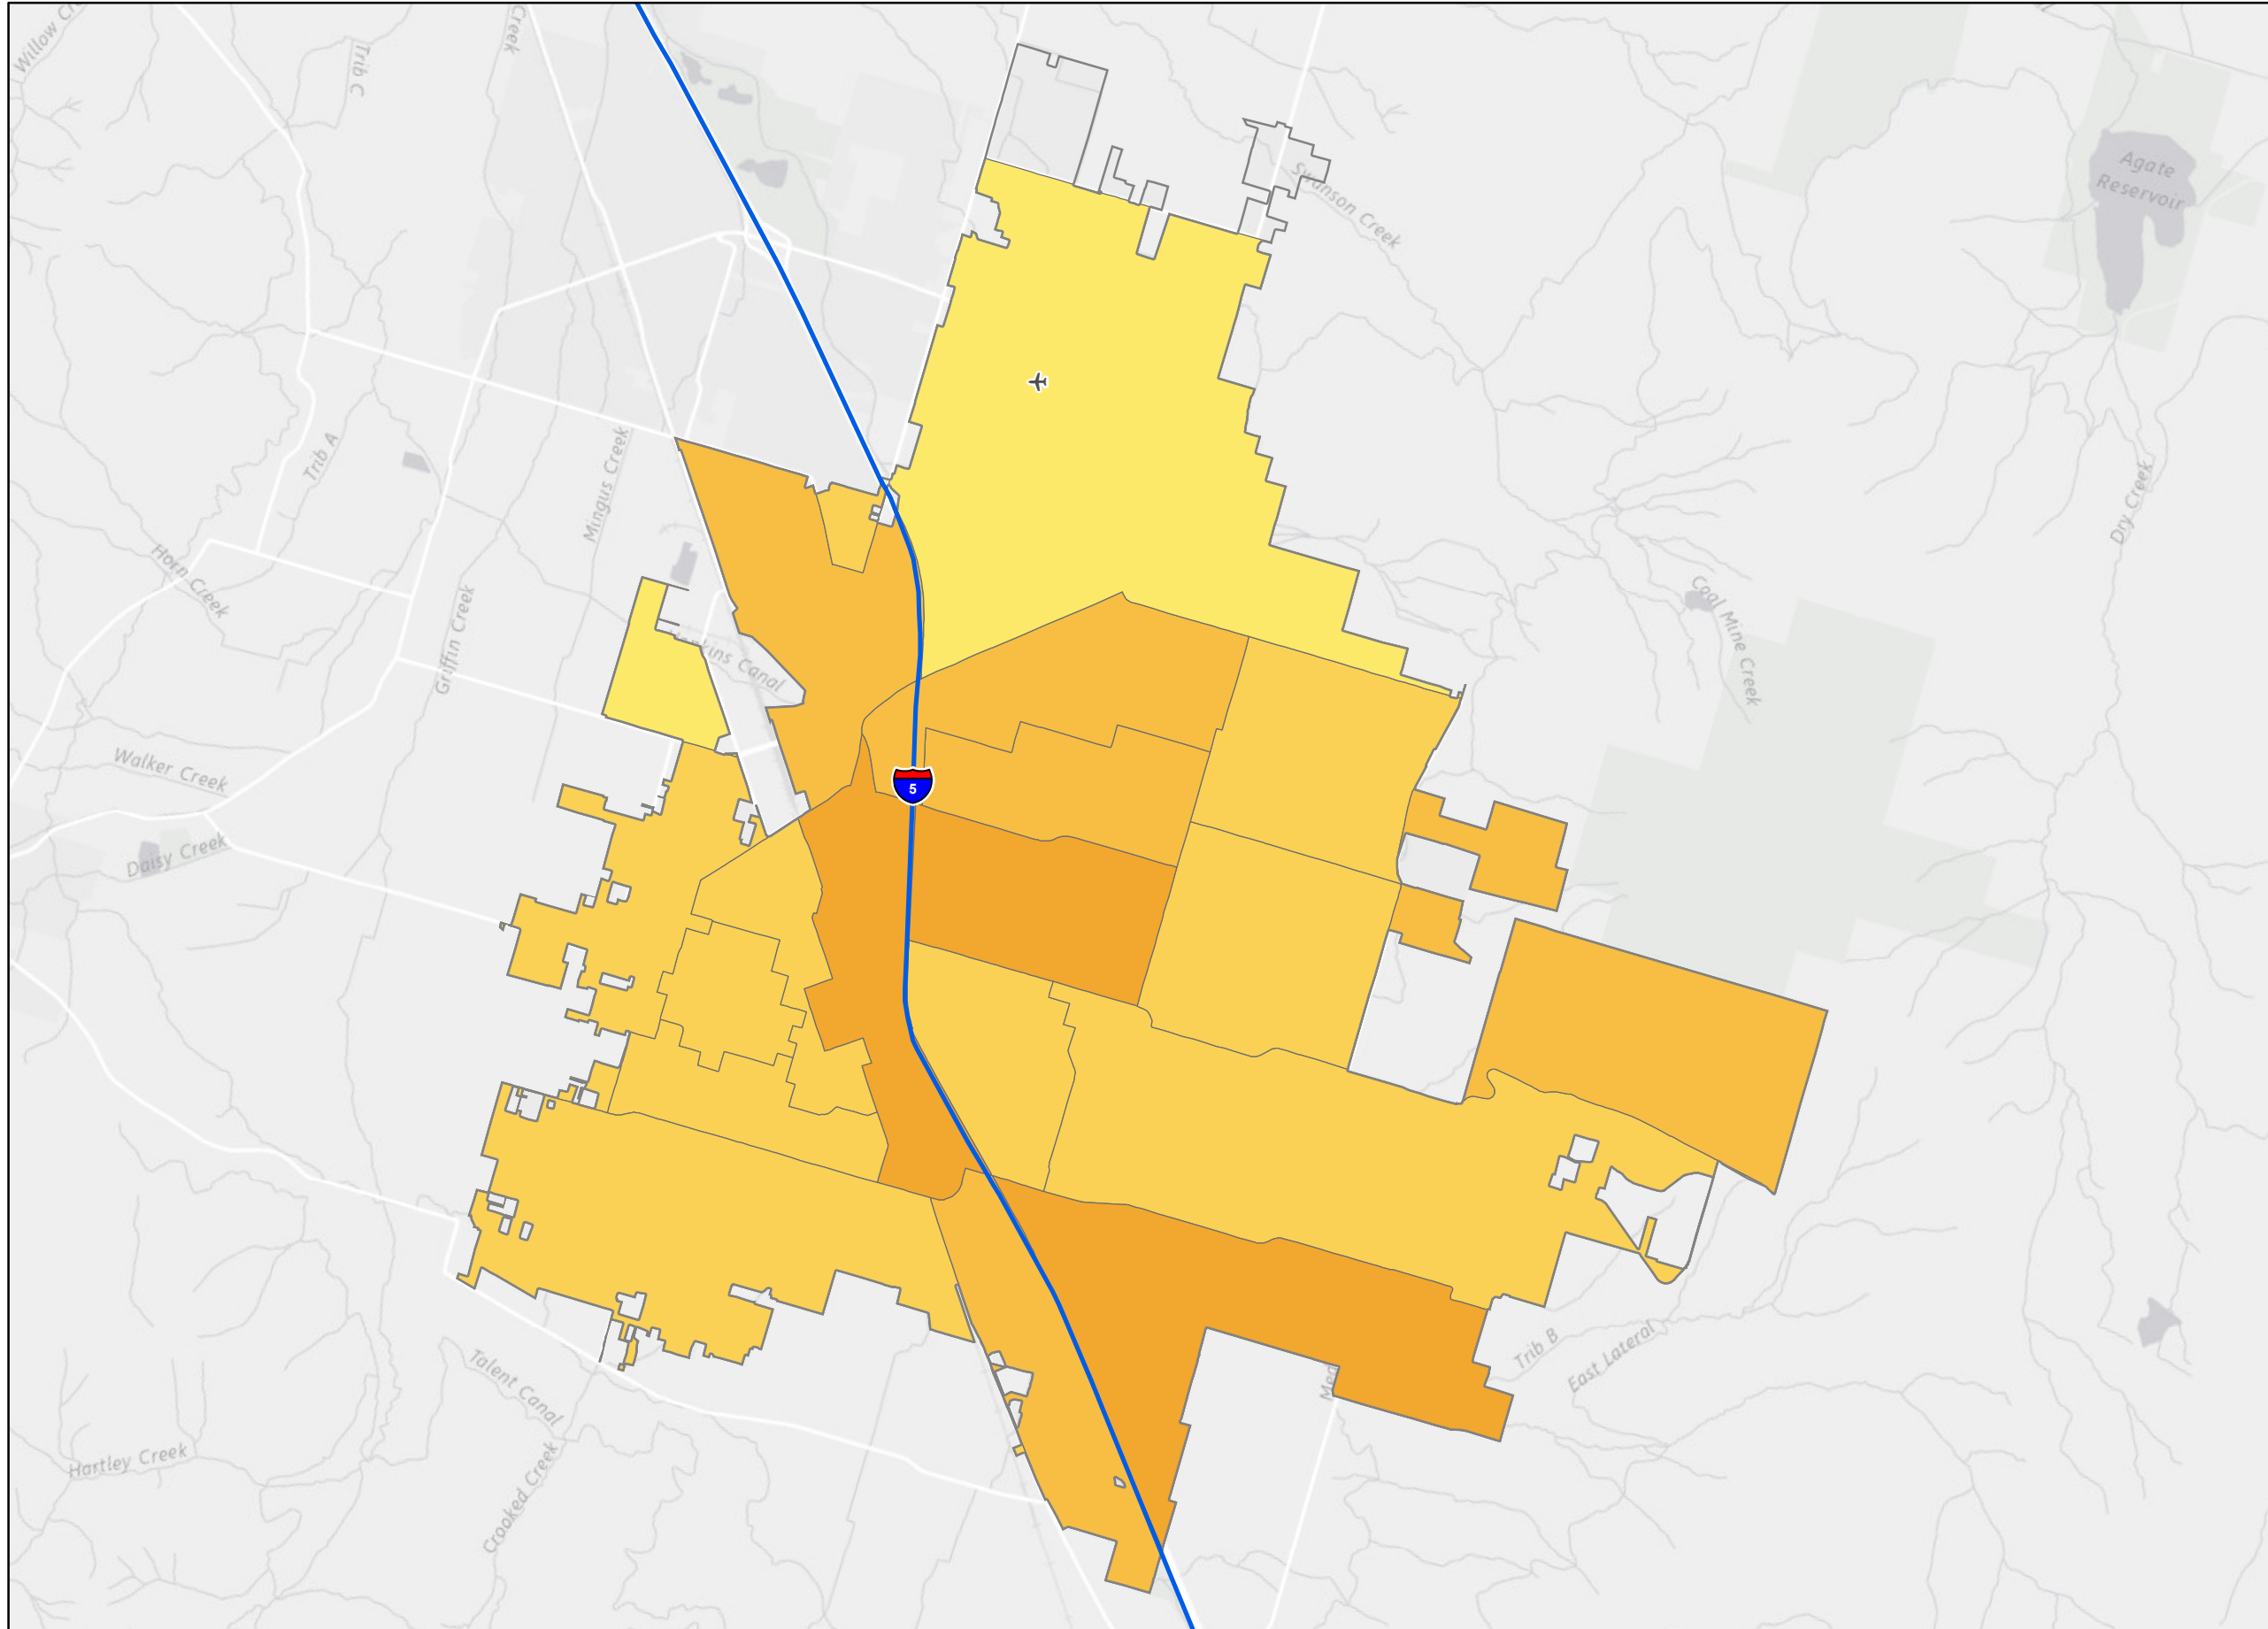 Willow Cr
Creek
Trib C
Agate
Reservoir
Swanson Creek
Trib A
Mingus Creek
Dry Creek
Horn Creek
Griffin Creek
Coal Mine Creek
Canal
Walker Creek
5
Daisy Creek
Trib B
East Lateral
Talent Canal
Hartley Creek
Crooked Creek